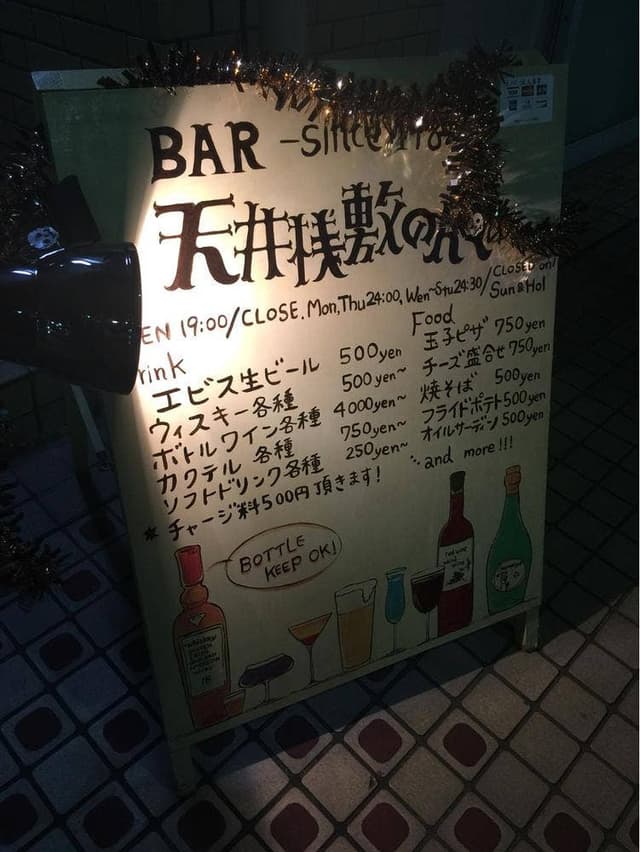 BAR -since
天井桟敷の
EN 19:00/CLOSE. Mon,Thu 24:00, Wen~Stu 24:30/CLOSED on/
Sun & Hol
rink
エビス生ビール 500yen
ウィスキー各種 500yen~
ボトルワイン各種 4000yen~
カクテル 各種 750yen~
ソフトドリンク各種 250yen~
* チャージ料500円頂きます!
Food
玉子ピザ 750yen
チーズ盛合せ 750yen
焼そば 500yen
フライドポテト 500yen
オイルサーデン 500yen
...and more!!!
BOTTLE
KEEP OK!
whiskey
red wine